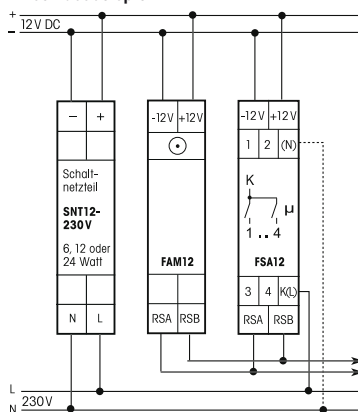 +
12V DC
−
− +
-12V +12V
-12V +12V
1 2 (N)
Schalt-
netzteil
SNT12-
230V
6, 12 oder
24 Watt
K
µ
1 .. 4
FAM12
FSA12
3 4 K(L)
N L
RSA RSB
RSA RSB
L
230V
N